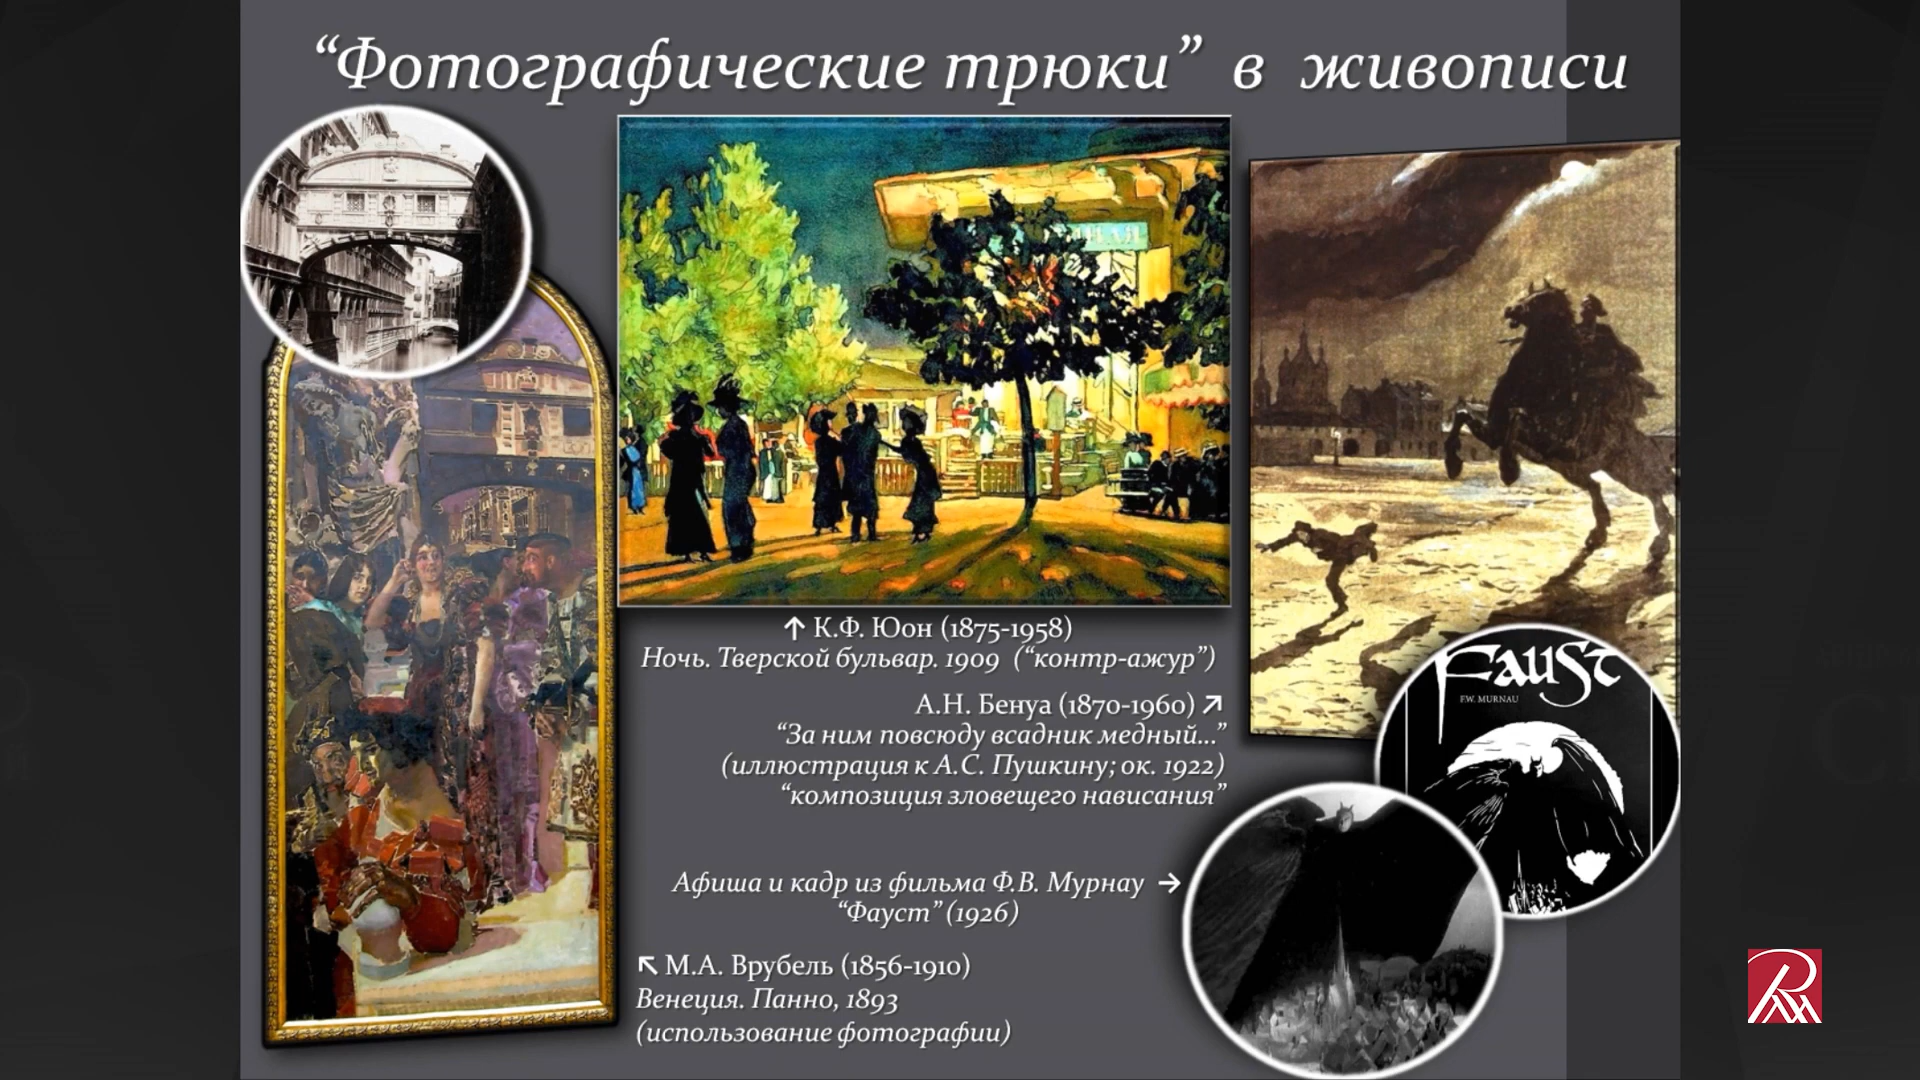 “Фотографические трюки” в живописи
↑ К.Ф. Юон (1875-1958)
Ночь. Тверской бульвар. 1909 (“контр-ажур”)
А.Н. Бенуа (1870-1960) ↗
“За ним повсюду всадник медный...”
(иллюстрация к А.С. Пушкину; ок. 1922)
“композиция зловещего нависания”
Faust
F.W. MURNAU
Афиша и кадр из фильма Ф.В. Мурнау →
“Фауст” (1926)
↖ М.А. Врубель (1856-1910)
Венеция. Панно, 1893
(использование фотографии)